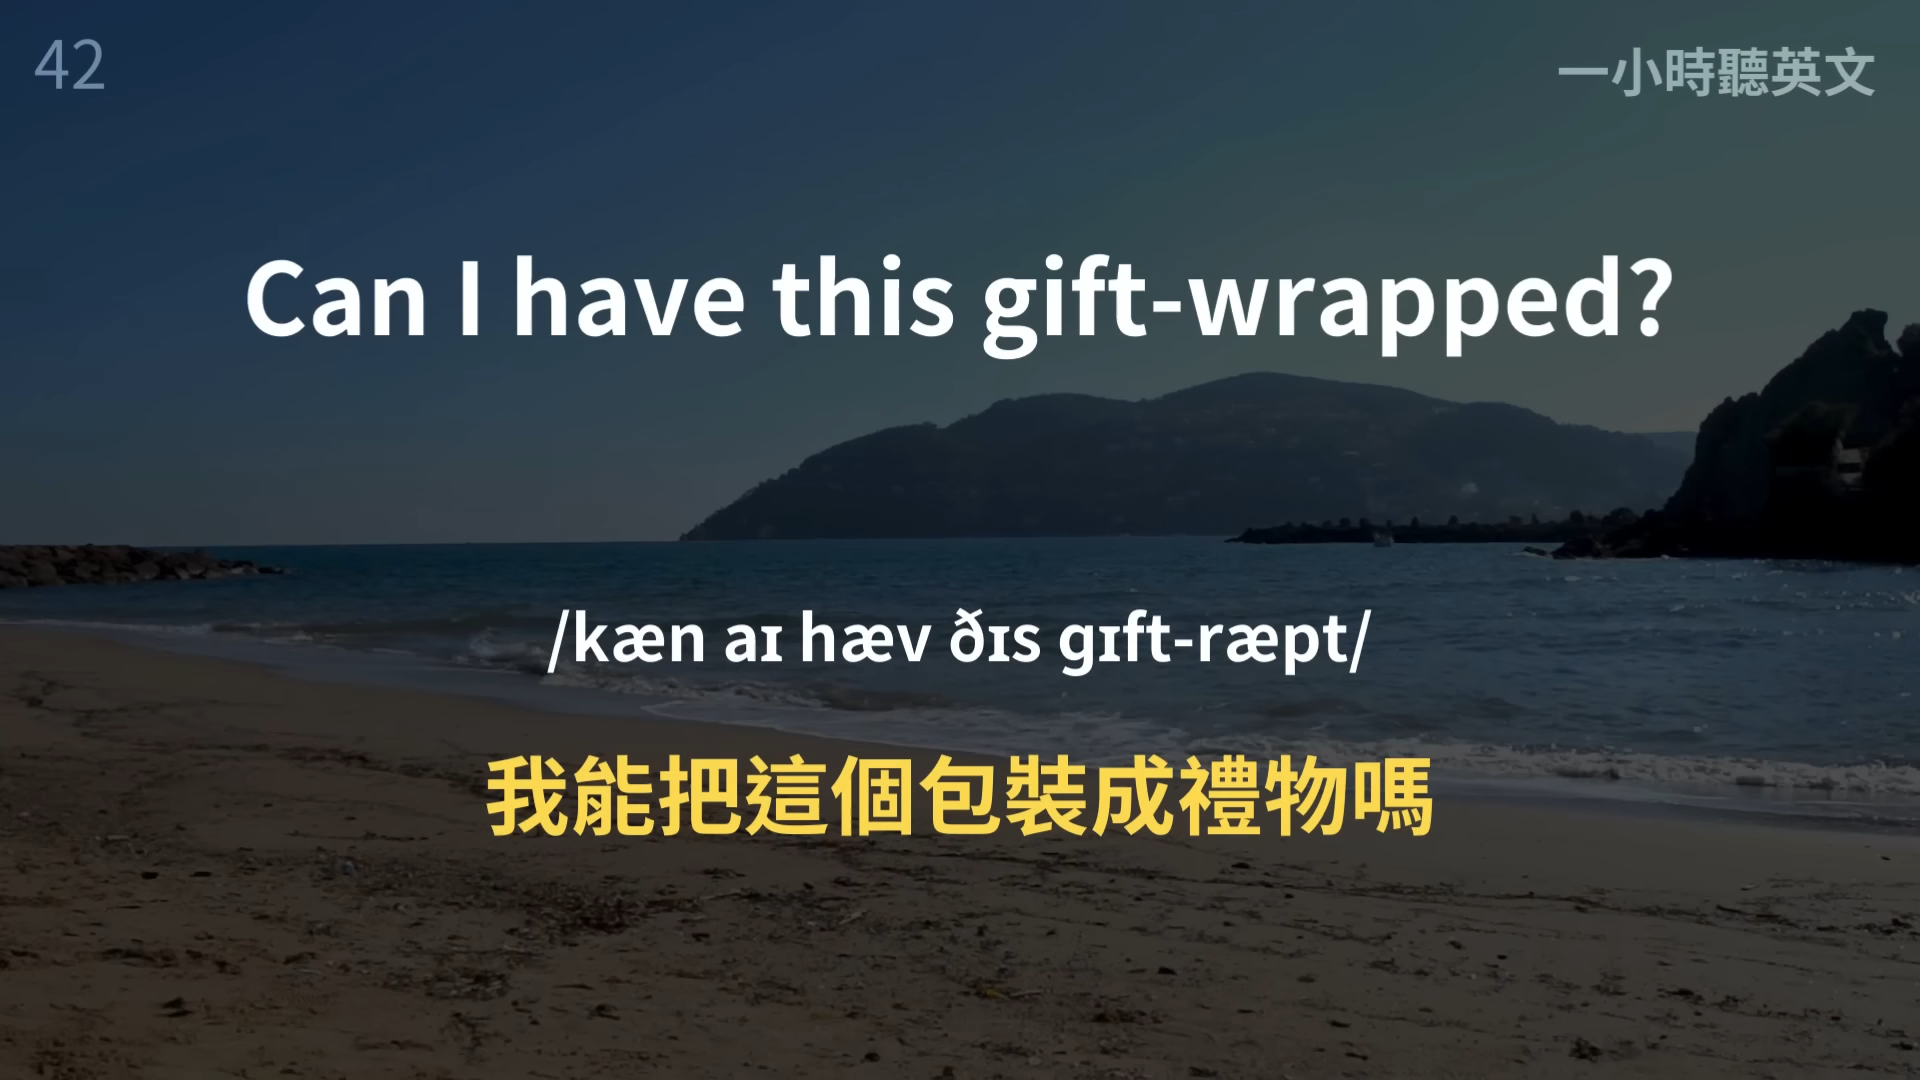 42
一小時聽英文
Can I have this gift-wrapped?
/kæn aɪ hæv ðɪs ɡɪft-ræpt/
我能把這個包裝成禮物嗎